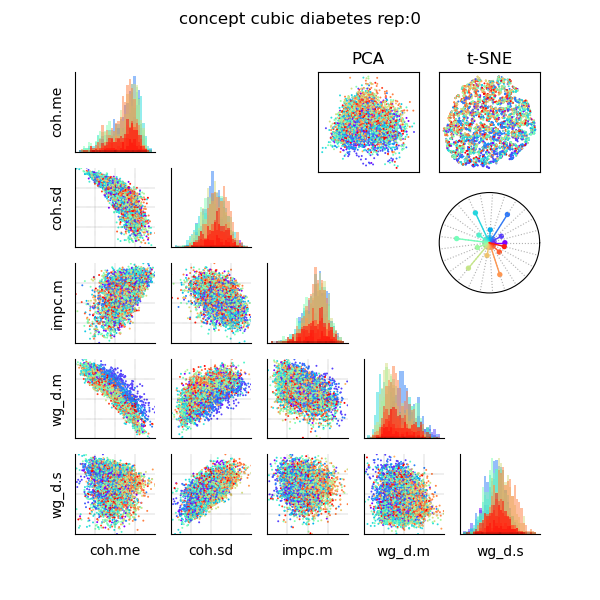 concept cubic diabetes rep:0
PCA
t-SNE
coh.me
coh.sd
impc.m
wg_d.m
wg_d.s
coh.me
coh.sd
impc.m
wg_d.m
wg_d.s